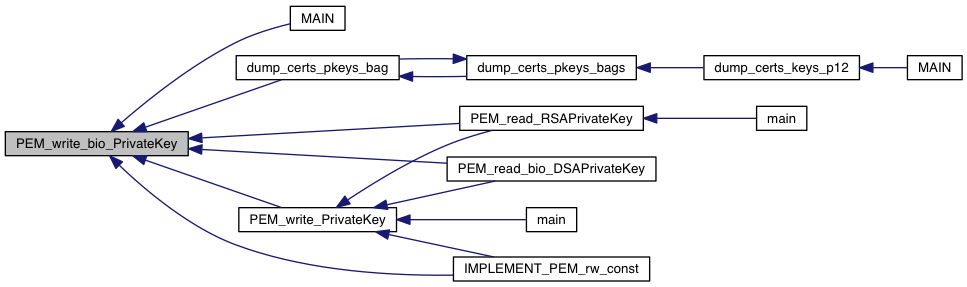 MAIN
dump_certs_pkeys_bag
dump_certs_pkeys_bags
dump_certs_keys_p12
MAIN
PEM_read_RSAPrivateKey
main
PEM_write_bio_PrivateKey
PEM_read_bio_DSAPrivateKey
PEM_write_PrivateKey
main
IMPLEMENT_PEM_rw_const